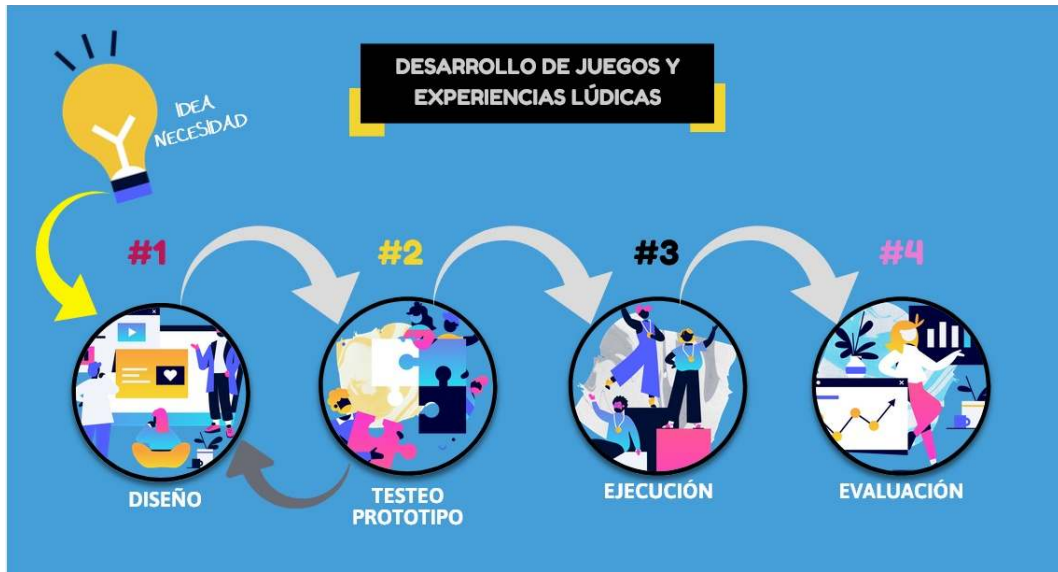 DESARROLLO DE JUEGOS Y
EXPERIENCIAS LÚDICAS
IDEA
NECESIDAD
#1
#2
#3
#4
DISEÑO
TESTEO
PROTOTIPO
EJECUCIÓN
EVALUACIÓN